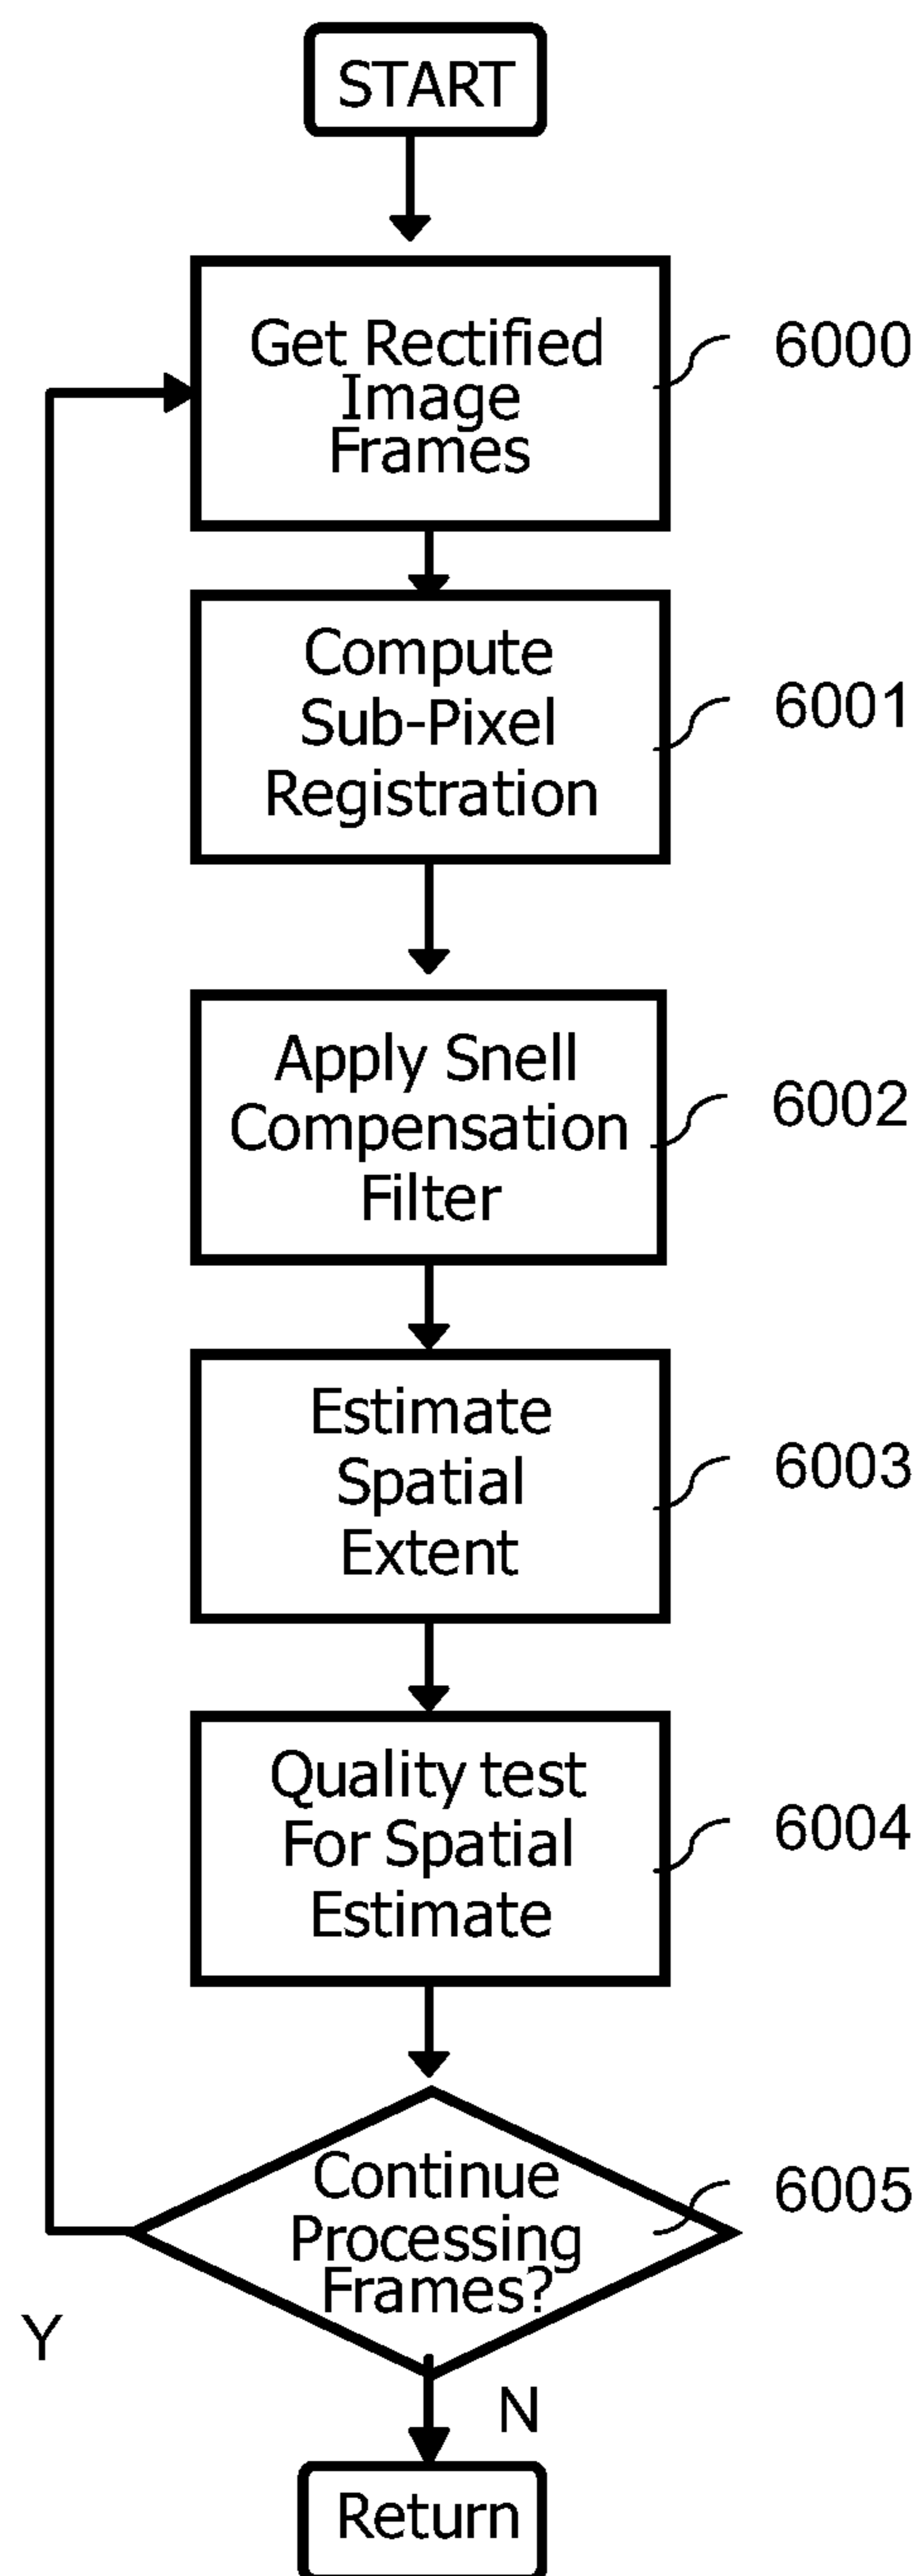 START
Get Rectified
Image
Frames
6000
Compute
Sub-Pixel
Registration
6001
Apply Snell
Compensation
Filter
6002
Estimate
Spatial
Extent
6003
Quality test
For Spatial
Estimate
6004
Continue
Processing
Frames?
6005
Y
N
Return